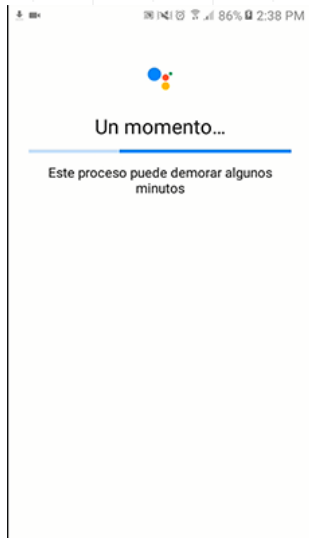 86% 2:38 PM
Un momento...
Este proceso puede demorar algunos
minutos